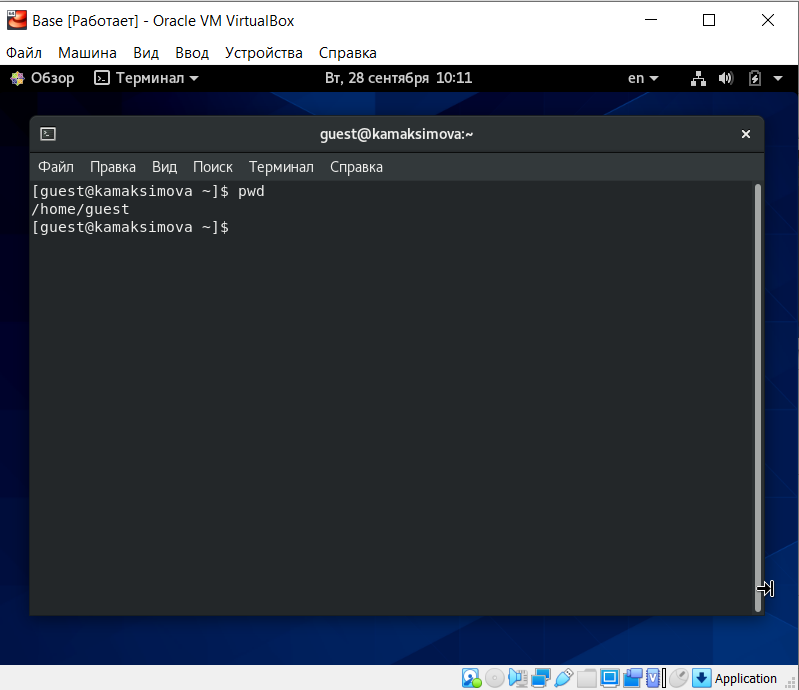 Base [Работает] - Oracle VM VirtualBox
Файл Машина Вид Ввод Устройства Справка
Обзор Терминал Вт, 28 сентября 10:11 en
guest@kamaksimova:~
Файл Правка Вид Поиск Терминал Справка
[guest@kamaksimova ~]$ pwd
/home/guest
[guest@kamaksimova ~]$
Application